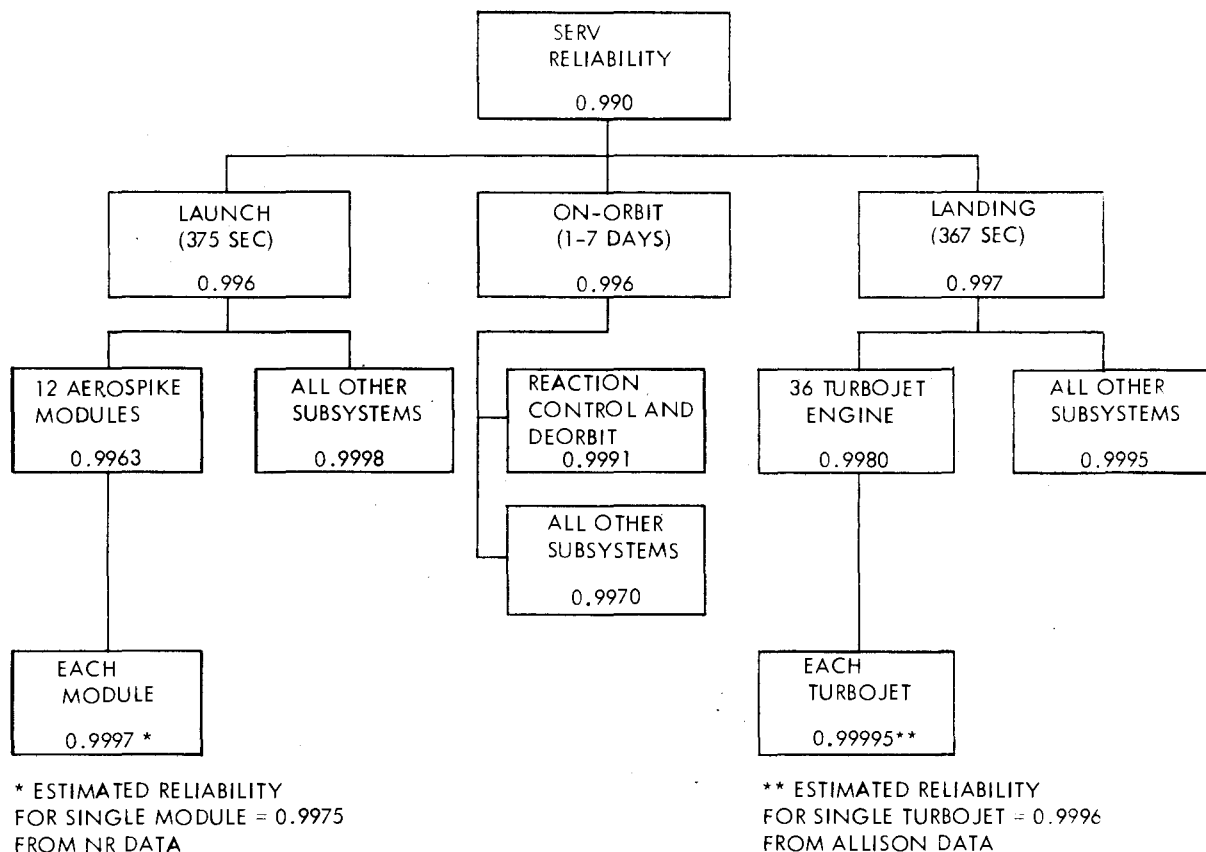 SERV
RELIABILITY
0.990
LAUNCH
(375 SEC)
0.996
ON-ORBIT
(1-7 DAYS)
0.996
LANDING
(367 SEC)
0.997
12 AEROSPIKE
MODULES
0.9963
ALL OTHER
SUBSYSTEMS
0.9998
REACTION
CONTROL AND
DEORBIT
0.9991
36 TURBOJET
ENGINE
0.9980
ALL OTHER
SUBSYSTEMS
0.9995
ALL OTHER
SUBSYSTEMS
0.9970
EACH
MODULE
0.9997 *
EACH
TURBOJET
0.99995**
* ESTIMATED RELIABILITY
FOR SINGLE MODULE = 0.9975
FROM NR DATA
** ESTIMATED RELIABILITY
FOR SINGLE TURBOJET = 0.9996
FROM ALLISON DATA